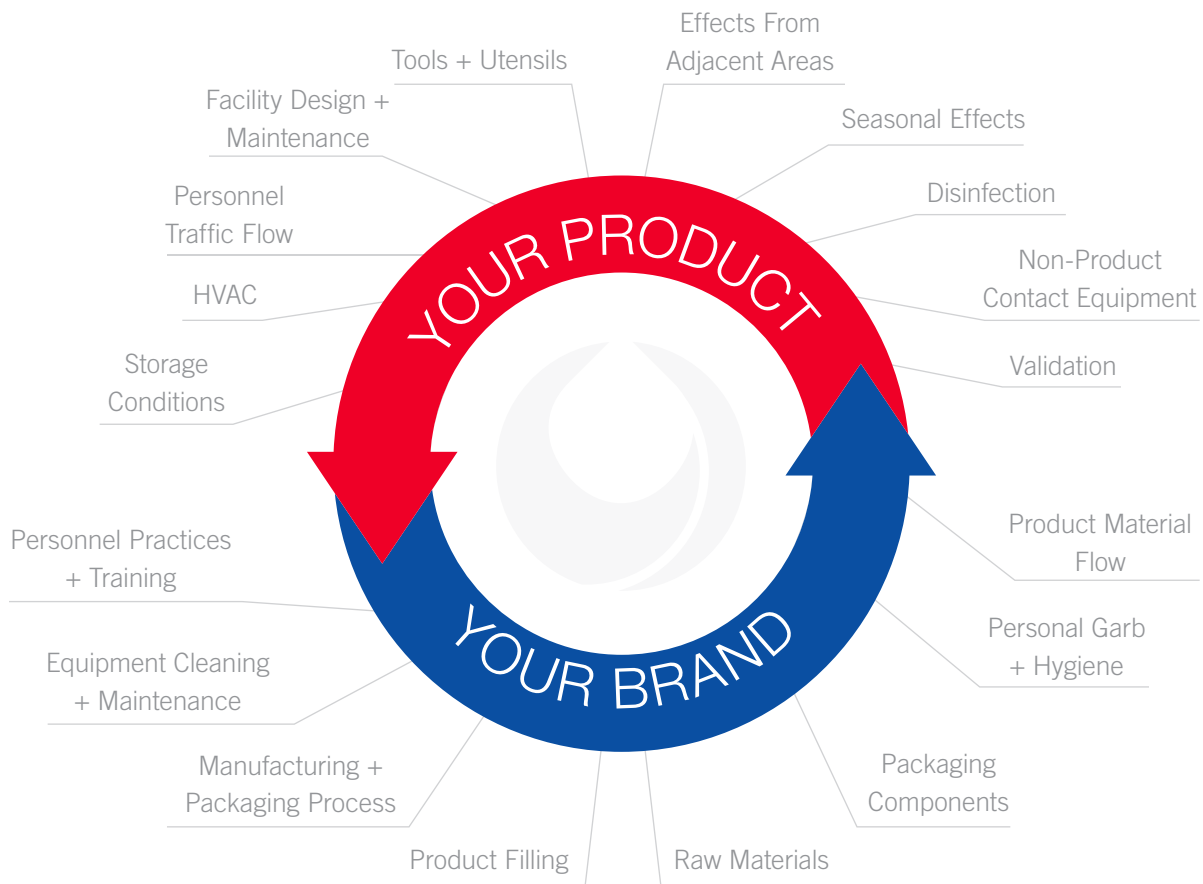 Effects From
Adjacent Areas
Tools + Utensils
Facility Design +
Maintenance
Seasonal Effects
Personnel
Traffic Flow
Disinfection
HVAC
Non-Product
Contact Equipment
Storage
Conditions
Validation
YOUR PRODUCT
Personnel Practices
+ Training
Product Material
Flow
YOUR BRAND
Equipment Cleaning
+ Maintenance
Personal Garb
+ Hygiene
Manufacturing +
Packaging Process
Packaging
Components
Product Filling
Raw Materials